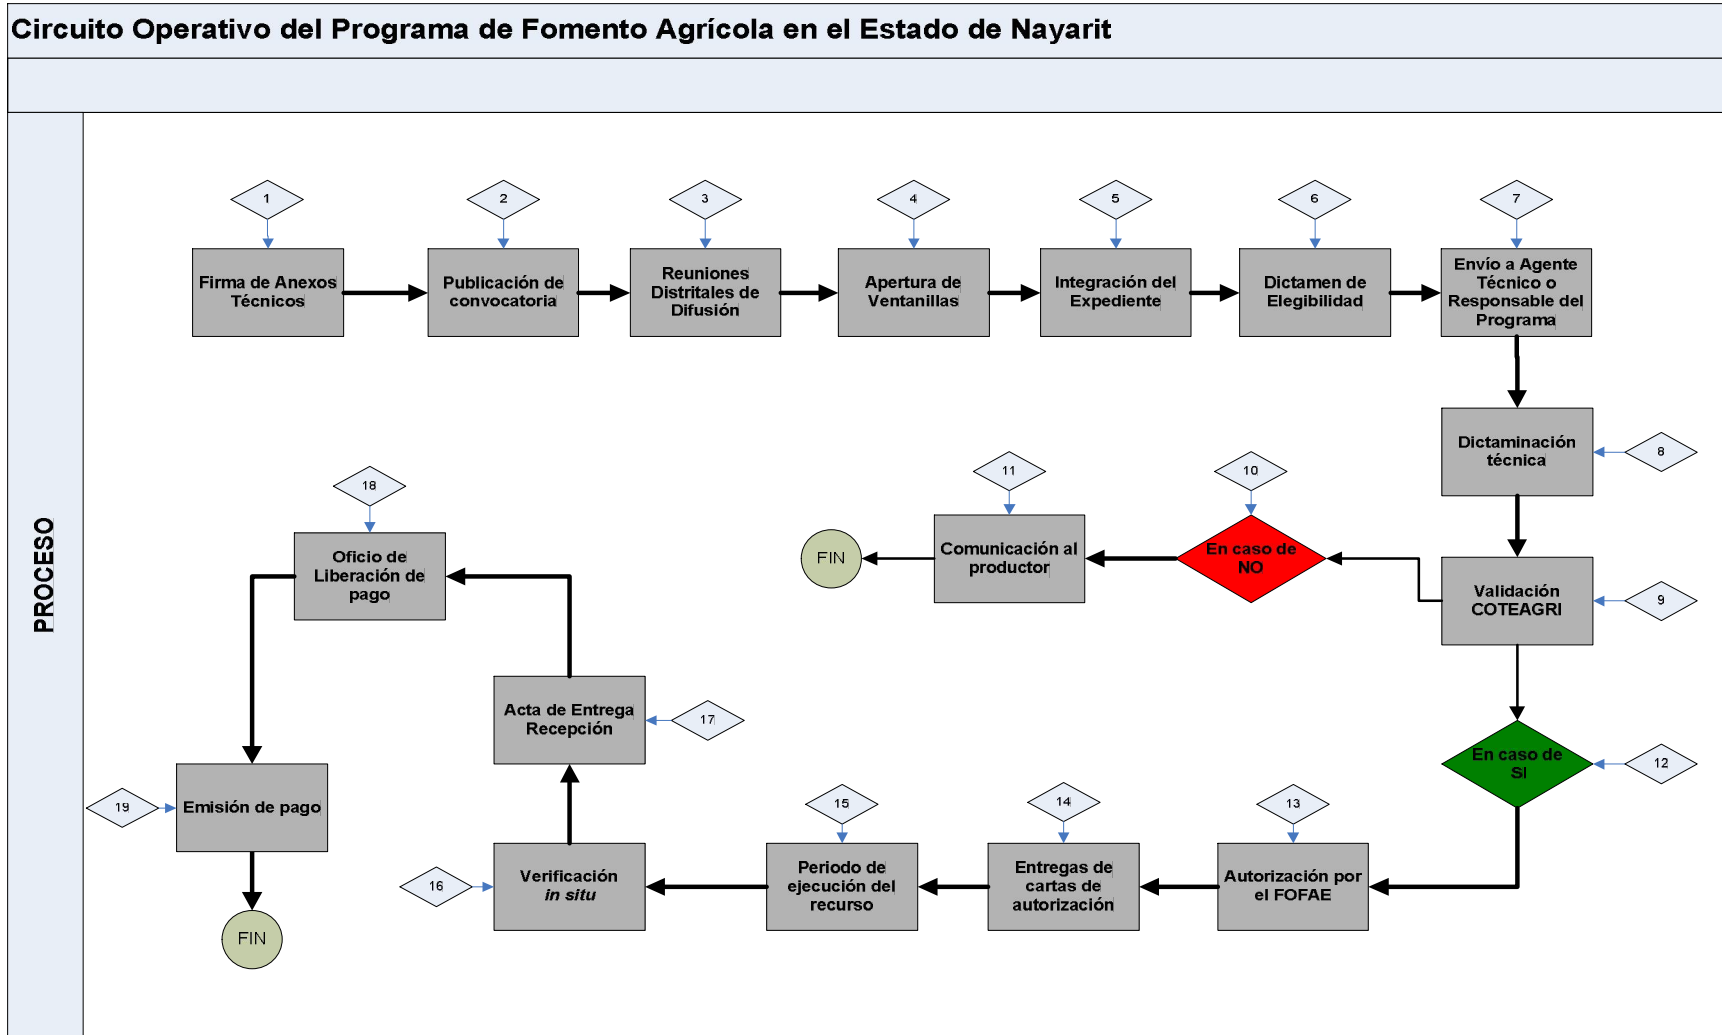 Circuito Operativo del Programa de Fomento Agrícola en el Estado de Nayarit
PROCESO
1
2
3
4
5
6
7
Firma de Anexos
Técnicos
Publicación de
convocatoria
Reuniones
Distritales de
Difusión
Apertura de
Ventanillas
Integración del
Expediente
Dictamen de
Elegibilidad
Envío a Agente
Técnico o
Responsable del
Programa
Dictaminación
técnica
8
Validación
COTEAGRI
9
10
En caso de
NO
11
Comunicación al
productor
FIN
En caso de
SI
12
13
Autorización por
el FOFAE
14
Entregas de
cartas de
autorización
15
Periodo de
ejecución del
recurso
16
Verificación
in situ
17
Acta de Entrega
Recepción
18
Oficio de
Liberación de
pago
19
Emisión de pago
FIN